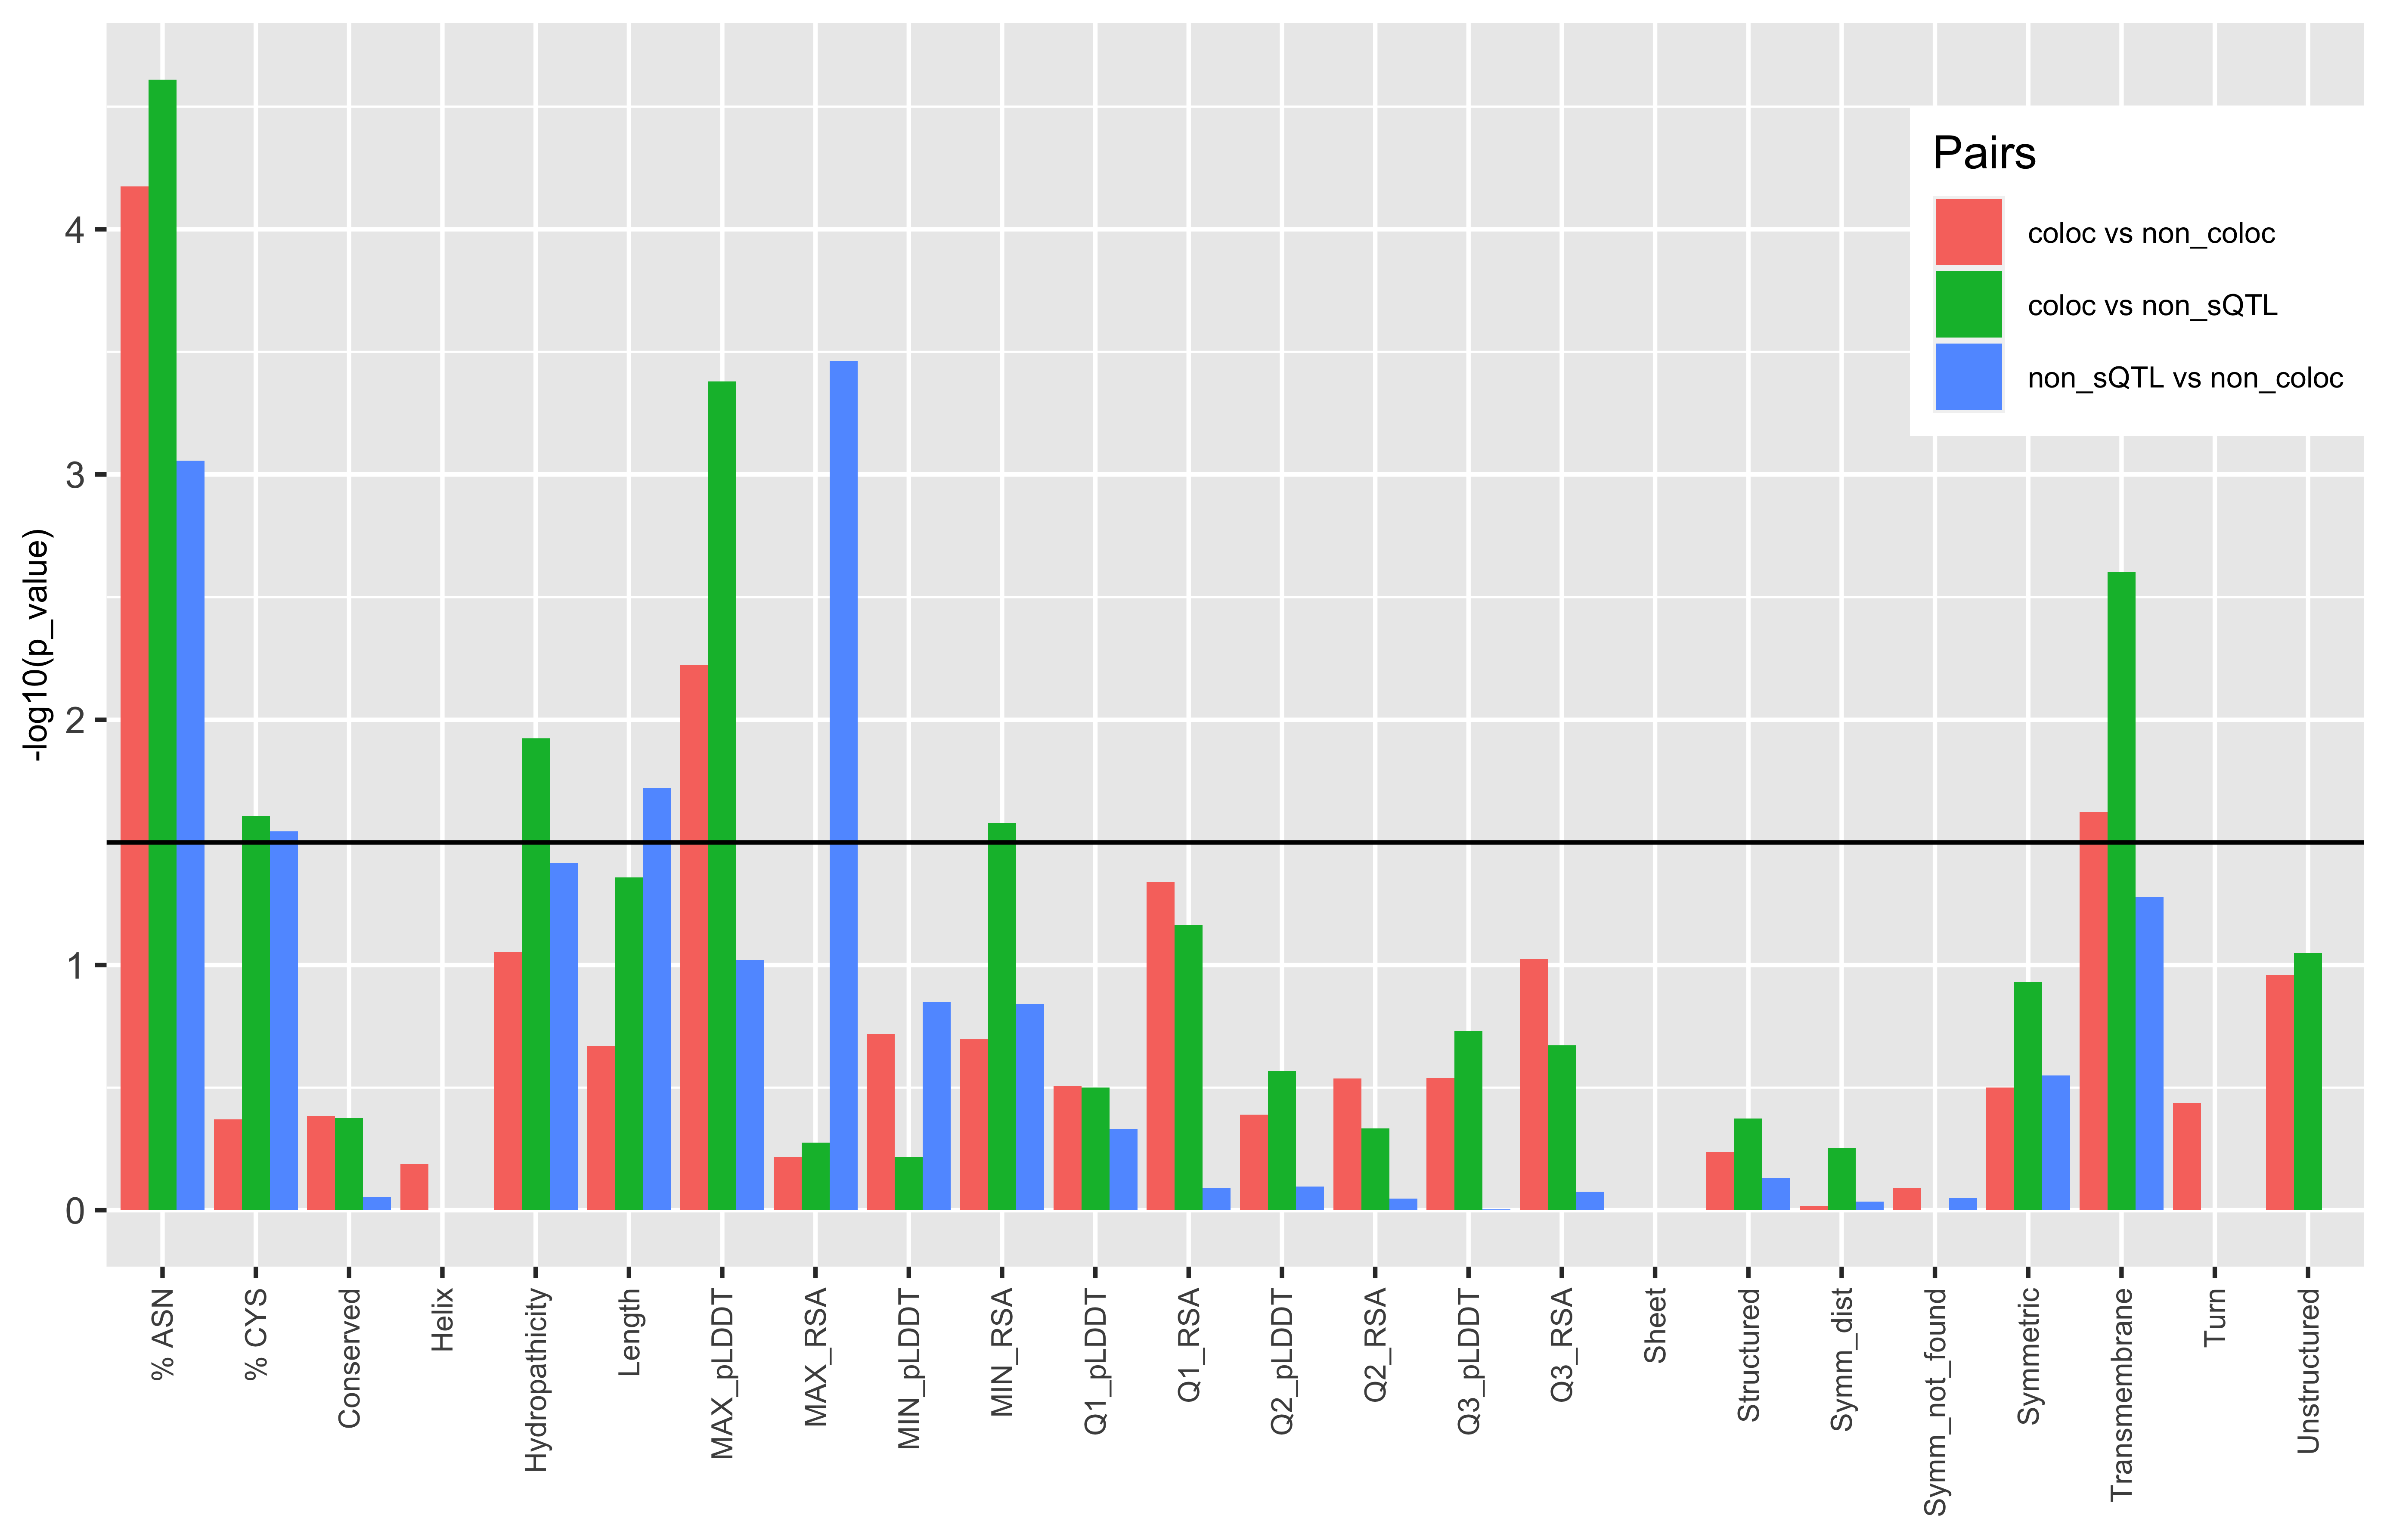 -log10(p_value)
4
3
2
1
0
Pairs
coloc vs non_coloc
coloc vs non_sQTL
non_sQTL vs non_coloc
% ASN
% CYS
Conserved
Helix
Hydropathicity
Length
MAX_pLDDT
MAX_RSA
MIN_pLDDT
MIN_RSA
Q1_pLDDT
Q1_RSA
Q2_pLDDT
Q2_RSA
Q3_pLDDT
Q3_RSA
Sheet
Structured
Symm_dist
Symm_not_found
Symmetric
Transmembrane
Turn
Unstructured